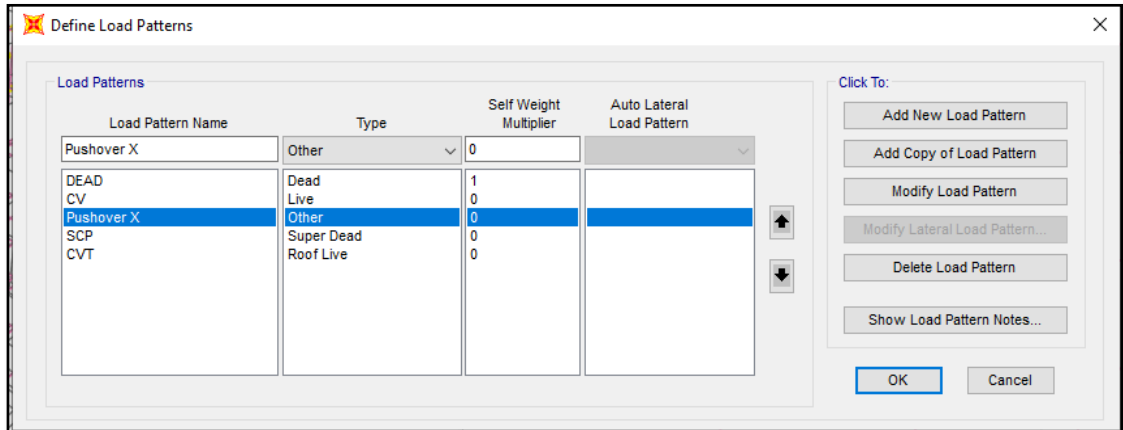 Define Load Patterns
Load Patterns
Click To:
Load Pattern Name Type Self Weight Multiplier Auto Lateral Load Pattern
Pushover X Other 0
DEAD Dead 1
CV Live 0
Pushover X Other 0
SCP Super Dead 0
CVT Roof Live 0
Add New Load Pattern
Add Copy of Load Pattern
Modify Load Pattern
Modify Lateral Load Pattern...
Delete Load Pattern
Show Load Pattern Notes...
OK Cancel